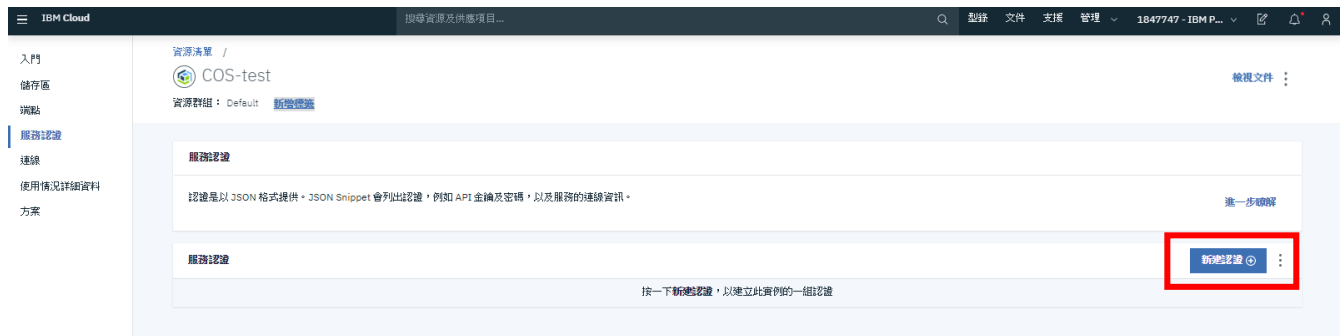 IBM Cloud 搜尋資源及供應項目... 型錄 文件 支援 管理 1847747 - IBM P...
入門
儲存區
端點
服務認證
連線
使用情況詳細資料
方案
資源清單 /
COS-test
檢視文件
資源群組： Default 新增標籤
服務認證
認證是以 JSON 格式提供。JSON Snippet 會列出認證，例如 API 金鑰及密碼，以及服務的連線資訊。
進一步瞭解
服務認證
新建認證
按一下新建認證，以建立此實例的一組認證